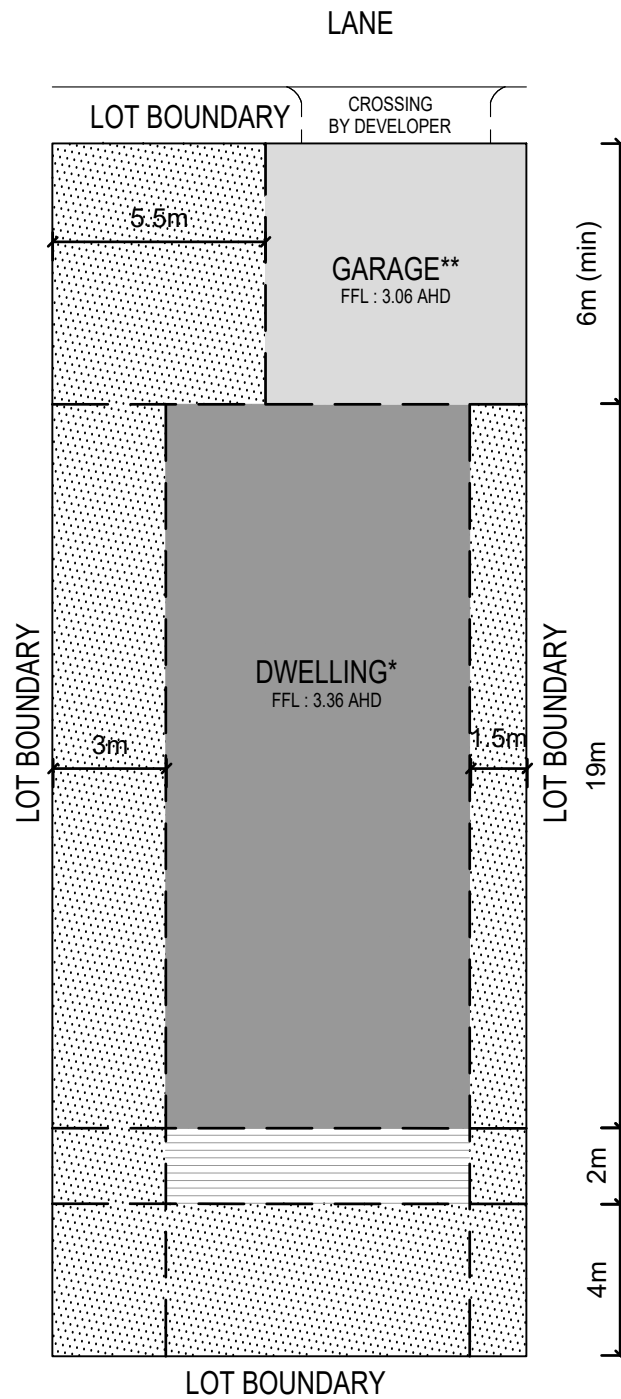 LANE
LOT BOUNDARY
CROSSING
BY DEVELOPER
5.5m
GARAGE**
FFL : 3.06 AHD
6m (min)
LOT BOUNDARY
DWELLING*
FFL : 3.36 AHD
3m
1.5m
LOT BOUNDARY
19m
2m
4m
LOT BOUNDARY